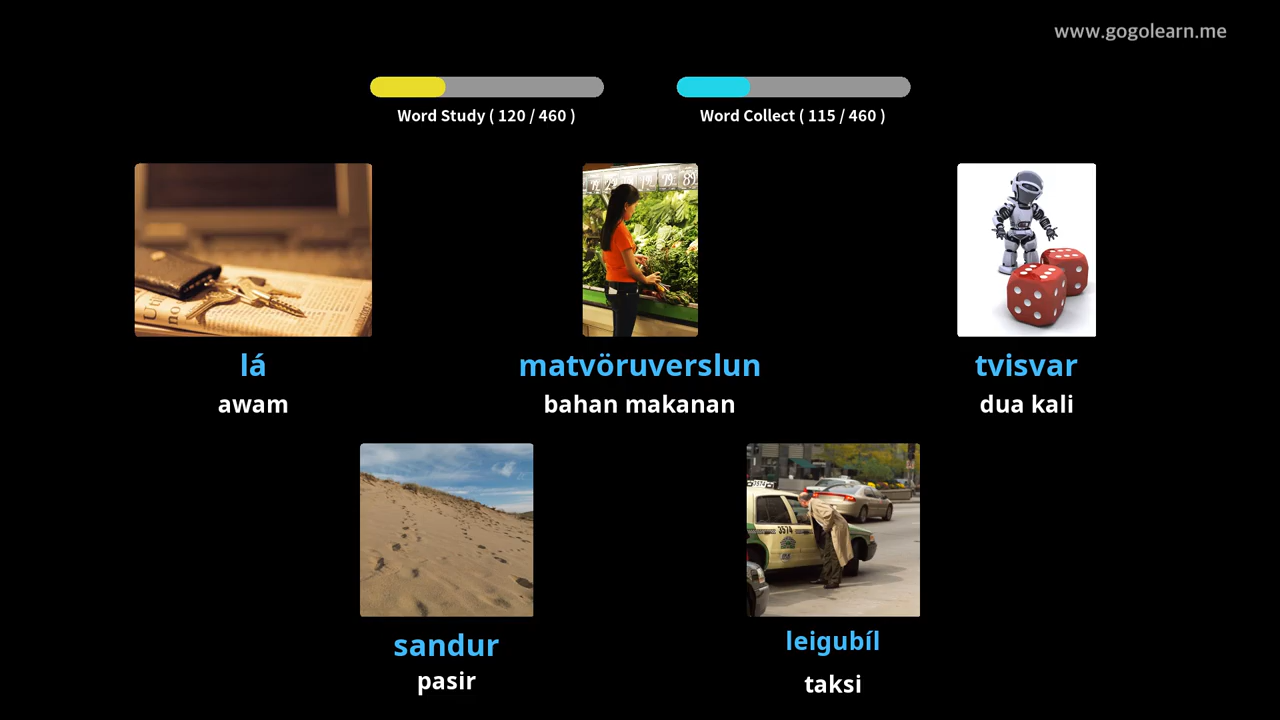 www.gogolearn.me
Word Study ( 120 / 460 )
Word Collect ( 115 / 460 )
lá
awam
matvöruverslun
bahan makanan
tvisvar
dua kali
3574
sandur
pasir
leigubíl
taksi